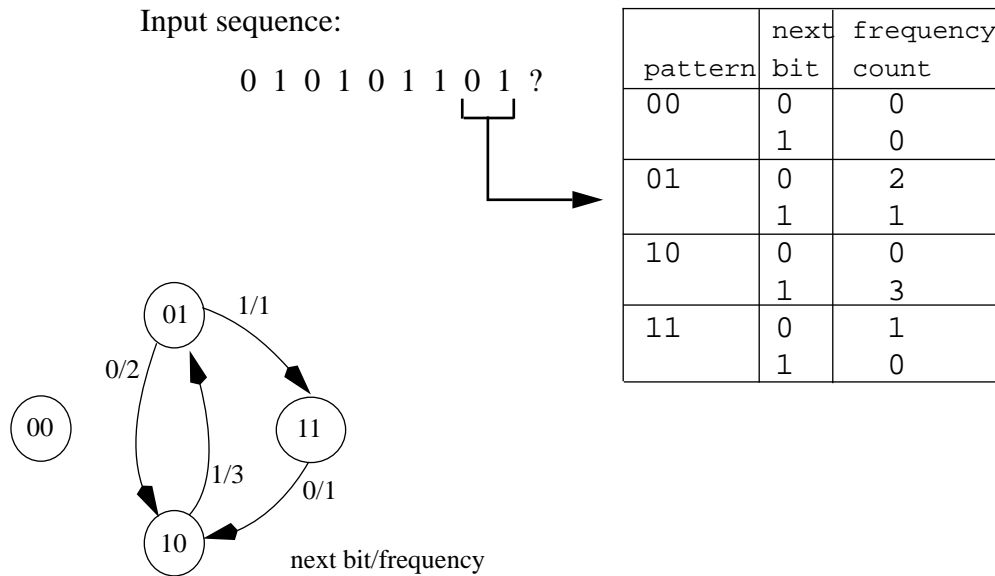 Input sequence:
0 1 0 1 0 1 1 0 1 ?
next frequency
pattern bit count
00 0 0
1 0
01 0 2
1 1
10 0 0
1 3
11 0 1
1 0
01
1/1
0/2
00
11
1/3
0/1
10
next bit/frequency